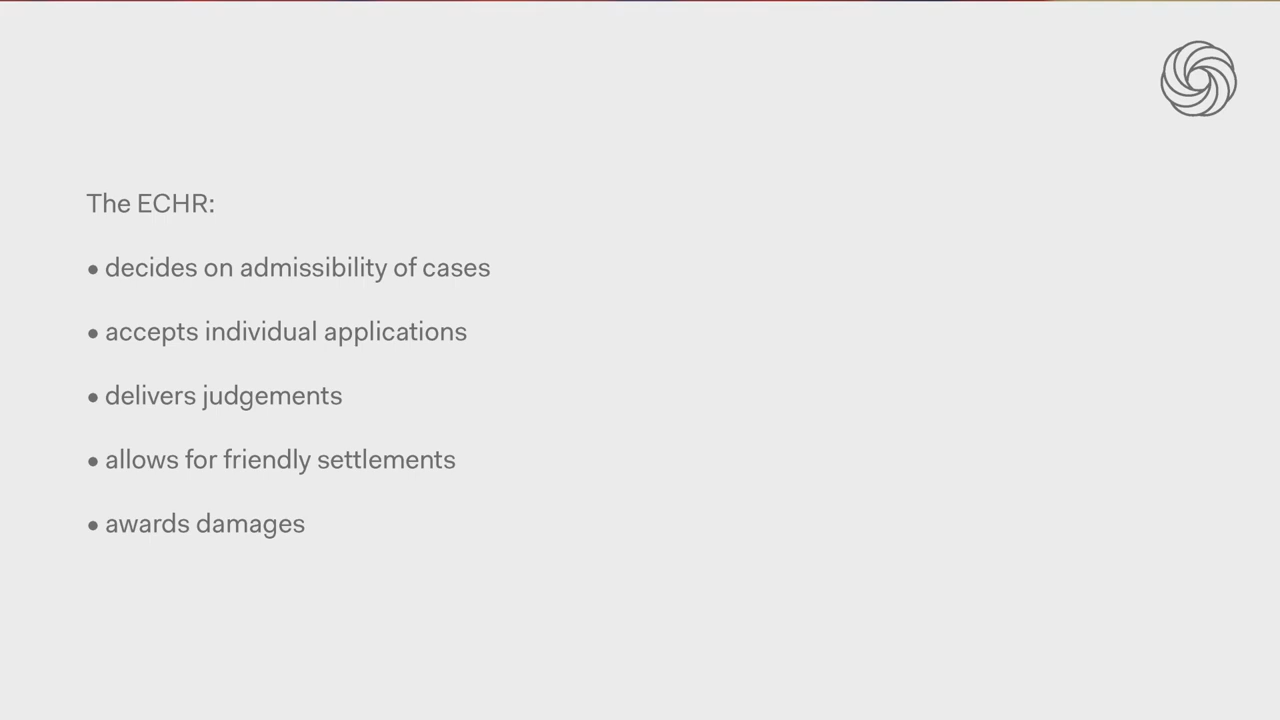 The ECHR:
• decides on admissibility of cases
• accepts individual applications
• delivers judgements
• allows for friendly settlements
• awards damages